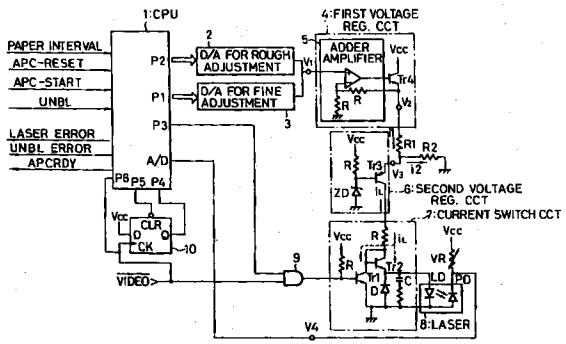 1:CPU
PAPER INTERVAL
APC-RESET
APC-START
UNBL
LASER ERROR
UNBL ERROR
APCRDY
P2
P1
P3
A/D
P6
P5
P4
2
D/A FOR ROUGH
ADJUSTMENT
D/A FOR FINE
ADJUSTMENT
3
V1
4:FIRST VOLTAGE
REG. CCT
5
ADDER
AMPLIFIER
Vcc
Tr4
R
R
V2
R1
R2
I2
V3
Vcc
R
Tr3
ZD
iL
6:SECOND VOLTAGE
REG. CCT
7:CURRENT SWITCH CCT
Vcc
R
R
iL
Tr2
Tr1
D
C
Vcc
VR
LD
PD
8:LASER
Vcc
D
CLR
Q
CK
10
VIDEO
9
V4